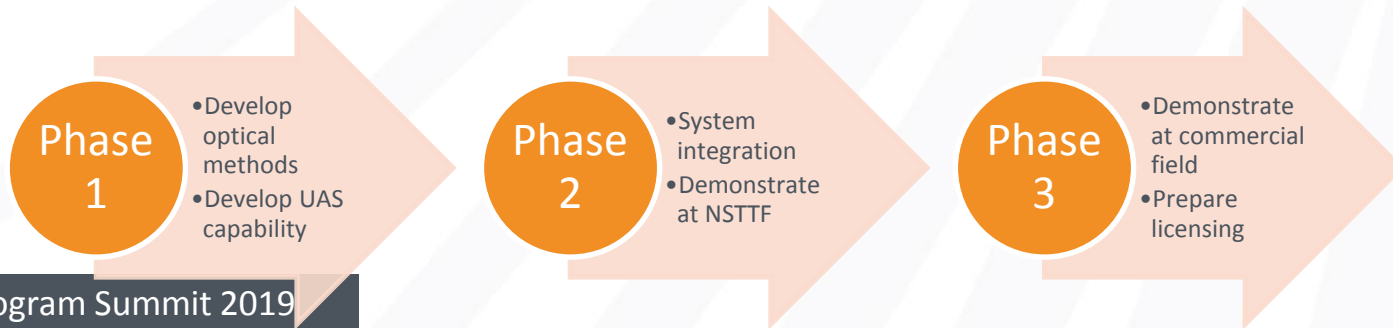 Phase
1
•Develop
optical
methods
•Develop UAS
capability
Phase
2
•System
integration
•Demonstrate
at NSTTF
Phase
3
•Demonstrate
at commercial
field
•Prepare
licensing
Program Summit 2019